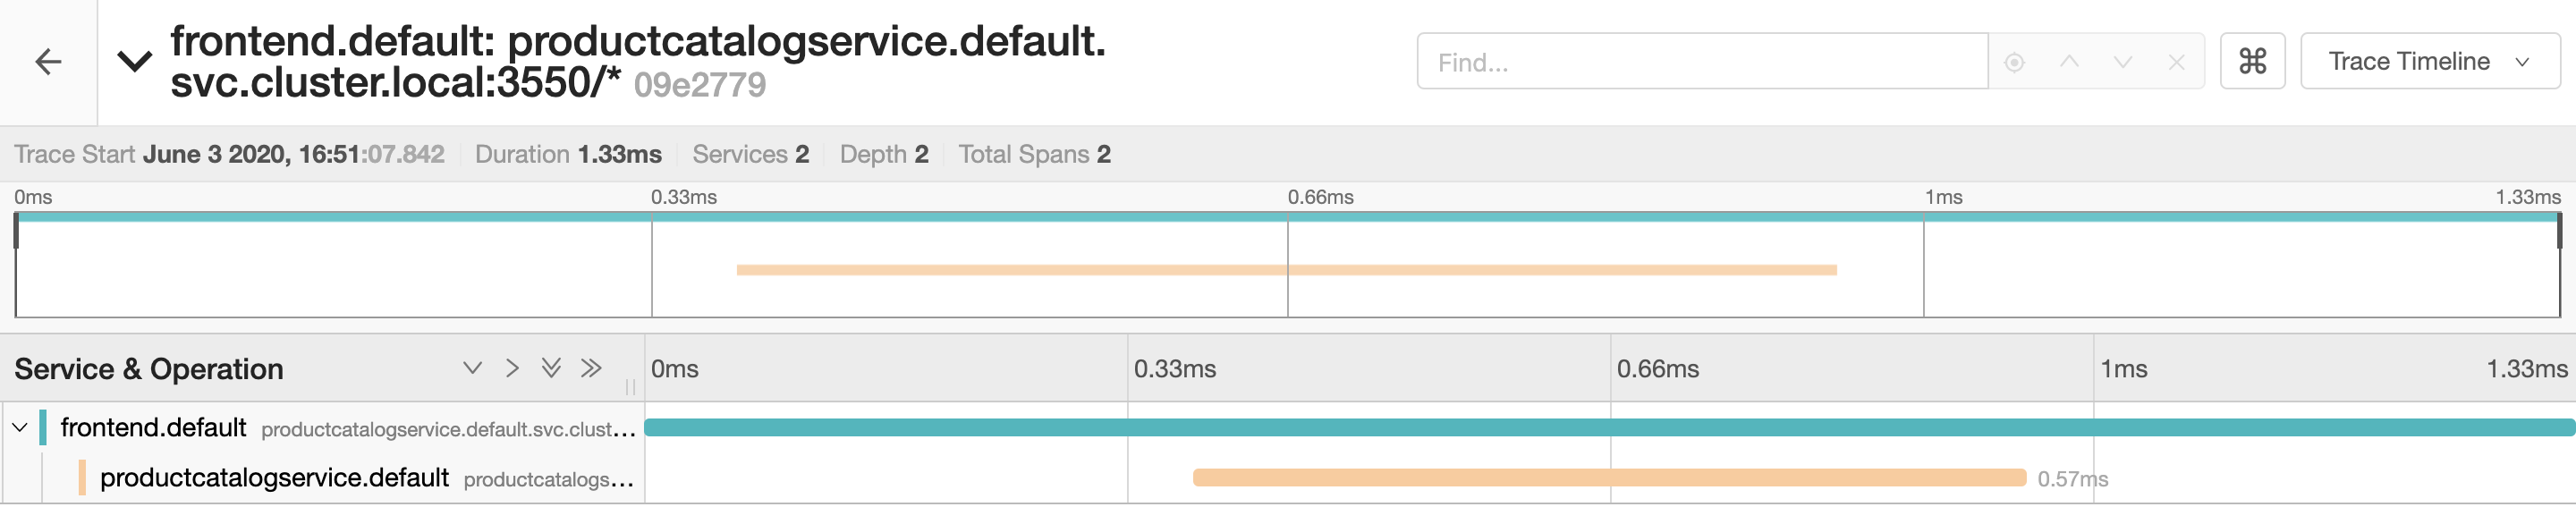 frontend.default: productcatalogservice.default.
svc.cluster.local:3550/* 09e2779
Find...
⌘
Trace Timeline
Trace Start June 3 2020, 16:51:07.842 Duration 1.33ms Services 2 Depth 2 Total Spans 2
0ms 0.33ms 0.66ms 1ms 1.33ms
Service & Operation 0ms 0.33ms 0.66ms 1ms 1.33ms
frontend.default productcatalogservice.default.svc.clust...
productcatalogservice.default productcatalogs... 0.57ms